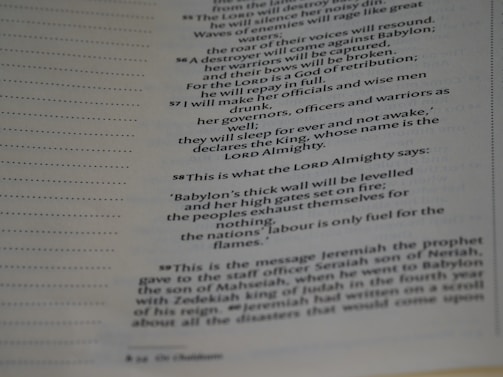 from the land
55 The LORD will destroy Babylon
he will silence her noisy din.
Waves of enemies will rage like great
waters;
the roar of their voices will resound.
56 A destroyer will come against Babylon;
her warriors will be captured,
and their bows will be broken.
For the LORD is a God of retribution;
he will repay in full.
57 I will make her officials and wise men
drunk,
her governors, officers and warriors as
well;
they will sleep for ever and not awake,’
declares the King, whose name is the
LORD Almighty.
58 This is what the LORD Almighty says:
‘Babylon’s thick wall will be levelled
and her high gates set on fire;
the peoples exhaust themselves for
nothing,
the nations’ labour is only fuel for the
flames.’
59 This is the message Jeremiah the prophet
gave to the staff officer Seraiah son of Neriah,
the son of Mahseiah, when he went to Babylon
with Zedekiah king of Judah in the fourth year
of his reign. 60 Jeremiah had written on a scroll
about all the disasters that would come upon
Or Chaldaea